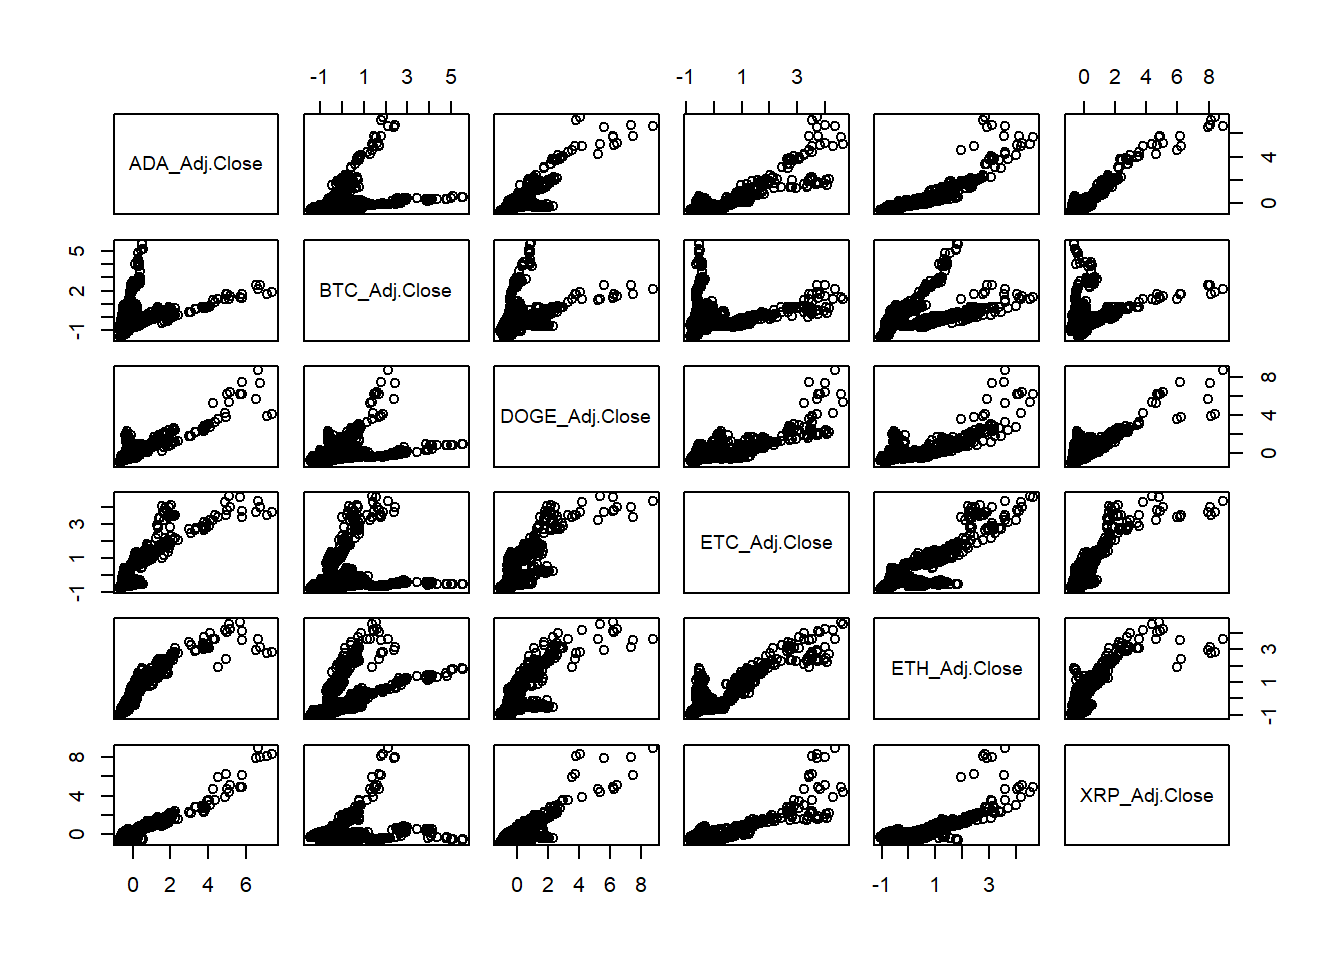 -1 1 3 5 -1 1 3 0 2 4 6 8
ADA_Adj.Close
0 4
BTC_Adj.Close
-1 2 5
DOGE_Adj.Close
0 4 8
ETC_Adj.Close
-1 1 3
ETH_Adj.Close
-1 1 3
XRP_Adj.Close
0 4 8
0 2 4 6 0 2 4 6 8 -1 1 3